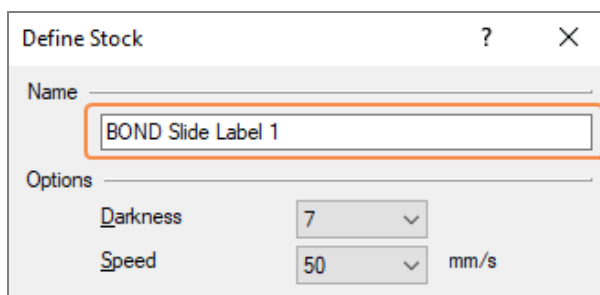 Define Stock ? ×
Name
BOND Slide Label 1
Options
Darkness 7
Speed 50 mm/s